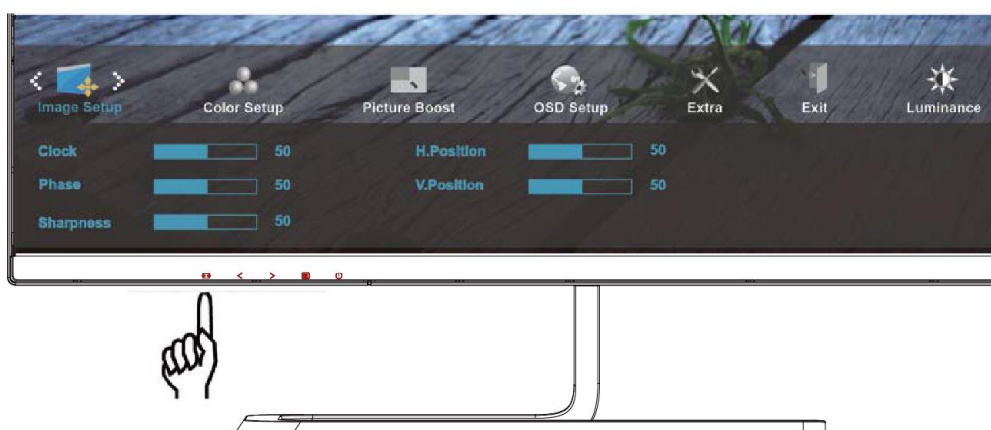 Image Setup Color Setup Picture Boost OSD Setup Extra Exit Luminance
Clock 50 H.Position 50
Phase 50 V.Position 50
Sharpness 50